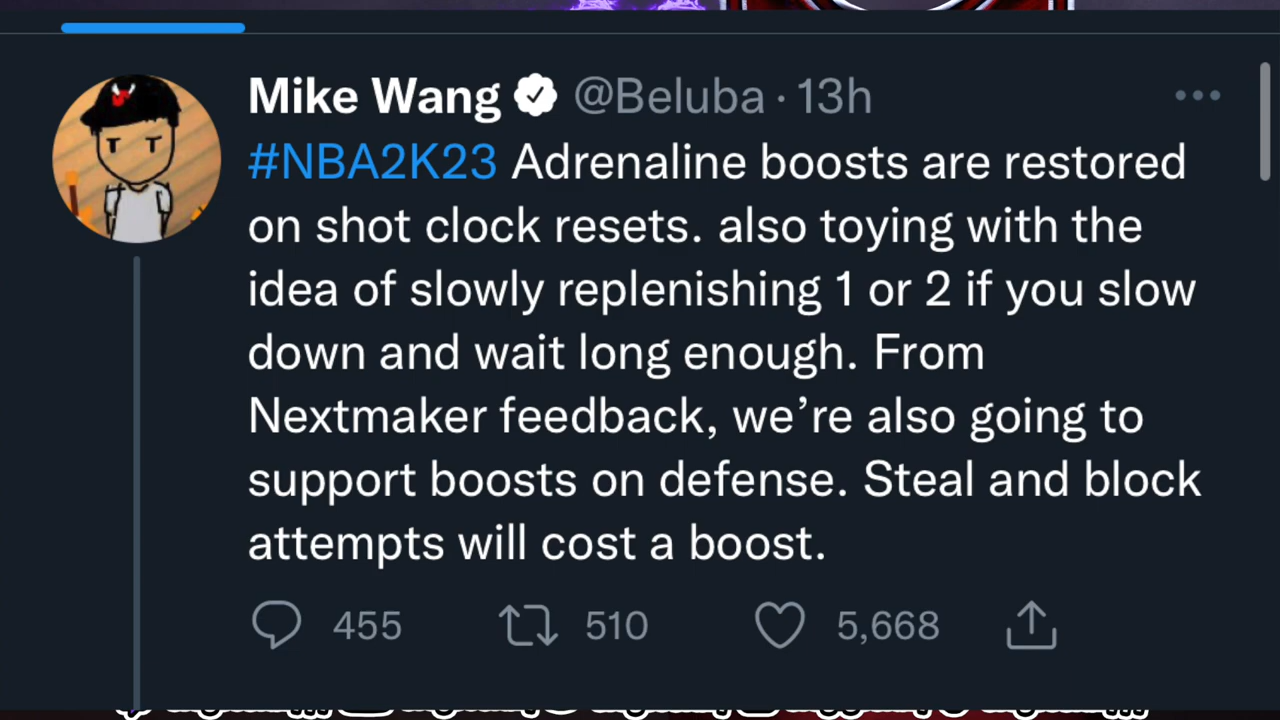 Mike Wang @Beluba · 13h
#NBA2K23 Adrenaline boosts are restored
on shot clock resets. also toying with the
idea of slowly replenishing 1 or 2 if you slow
down and wait long enough. From
Nextmaker feedback, we’re also going to
support boosts on defense. Steal and block
attempts will cost a boost.
455 510 5,668